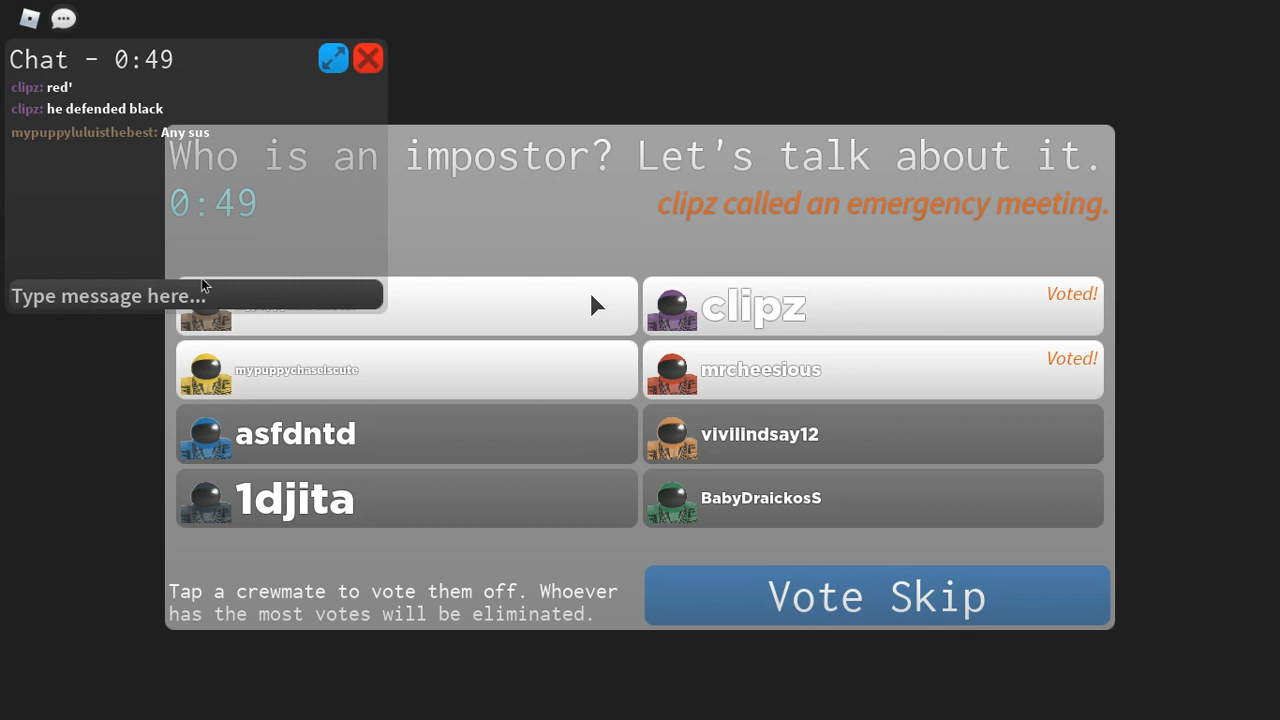 Chat - 0:49
clipz: red'
clipz: he defended black
mypuppyluluisthebest: Any sus
Type message here...
Who is an impostor? Let's talk about it.
0:49
clipz called an emergency meeting.
clipz
Voted!
mypuppychaseiscute
mrcheesious
Voted!
asfdntd
vivilindsay12
1djita
BabyDraickosS
Tap a crewmate to vote them off. Whoever
has the most votes will be eliminated.
Vote Skip